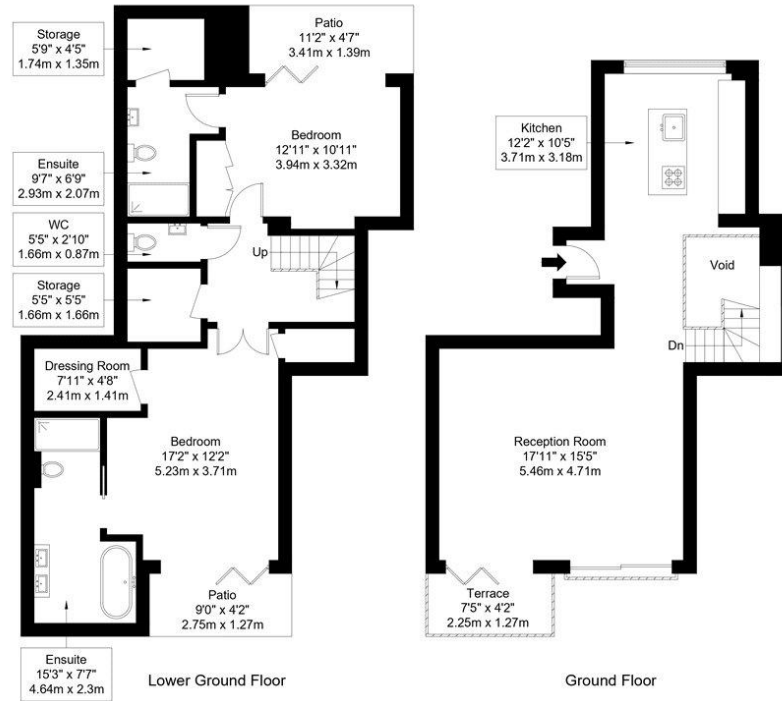 Storage
5'9" x 4'5"
1.74m x 1.35m
Patio
11'2" x 4'7"
3.41m x 1.39m
Bedroom
12'11" x 10'11"
3.94m x 3.32m
Ensuite
9'7" x 6'9"
2.93m x 2.07m
WC
5'5" x 2'10"
1.66m x 0.87m
Up
Storage
5'5" x 5'5"
1.66m x 1.66m
Dressing Room
7'11" x 4'8"
2.41m x 1.41m
Bedroom
17'2" x 12'2"
5.23m x 3.71m
Patio
9'0" x 4'2"
2.75m x 1.27m
Ensuite
15'3" x 7'7"
4.64m x 2.3m
Lower Ground Floor
Kitchen
12'2" x 10'5"
3.71m x 3.18m
Void
Dn
Reception Room
17'11" x 15'5"
5.46m x 4.71m
Terrace
7'5" x 4'2"
2.25m x 1.27m
Ground Floor